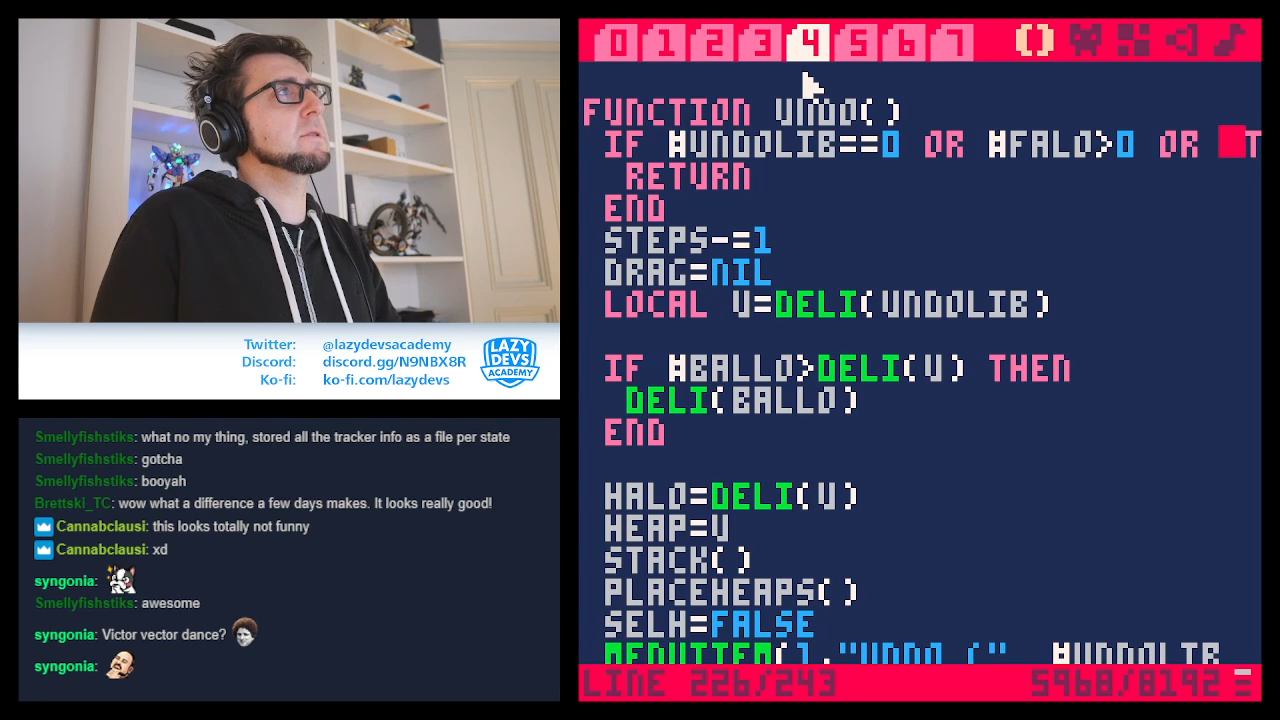 Twitter: @lazydevsacademy
Discord: discord.gg/N9NBX8R
Ko-fi: ko-fi.com/lazydevs
LAZY
DEVS
ACADEMY
Smellyfishstiks: what no my thing, stored all the tracker info as a file per state
Smellyfishstiks: gotcha
Smellyfishstiks: booyah
Brettski_TC: wow what a difference a few days makes. It looks really good!
Cannabclausi: this looks totally not funny
Cannabclausi: xd
syngonia:
Smellyfishstiks: awesome
syngonia: Victor vector dance?
syngonia:
0 1 2 3 4 5 6 7 ()
FUNCTION UNDO()
IF #UNDOLIB==0 OR #FALO>0 OR T
RETURN
END
STEPS-=1
DRAG=NIL
LOCAL U=DELI(UNDOLIB)
IF #BALLO>DELI(U) THEN
DELI(BALLO)
END
HALO=DELI(U)
HEAP=U
STACK()
PLACEHEAPS()
SELH=FALSE
MENUITEM(1,"UNDO ("
LINE 226/243 5968/8192